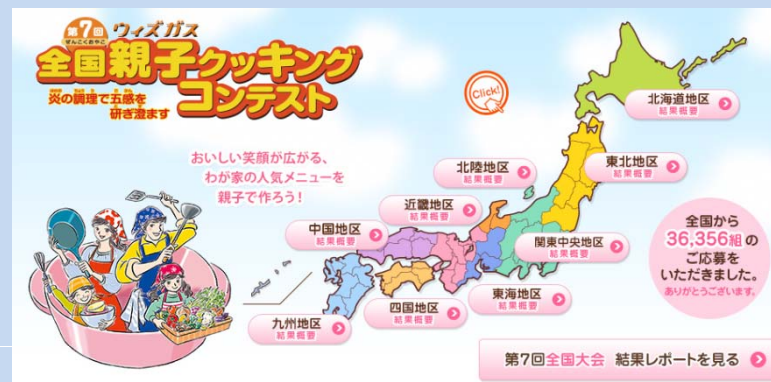 第7回 ウィズガス
ぜんこくおやこ
全国親子クッキング
コンテスト
炎の調理で五感を
研ぎ澄ます
おいしい笑顔が広がる、
わが家の人気メニューを
親子で作ろう!
Click!
北海道地区
結果概要
東北地区
結果概要
北陸地区
結果概要
近畿地区
結果概要
中国地区
結果概要
関東中央地区
結果概要
東海地区
結果概要
四国地区
結果概要
九州地区
結果概要
全国から
36,356組の
ご応募を
いただきました。
ありがとうございます。
第7回全国大会 結果レポートを見る